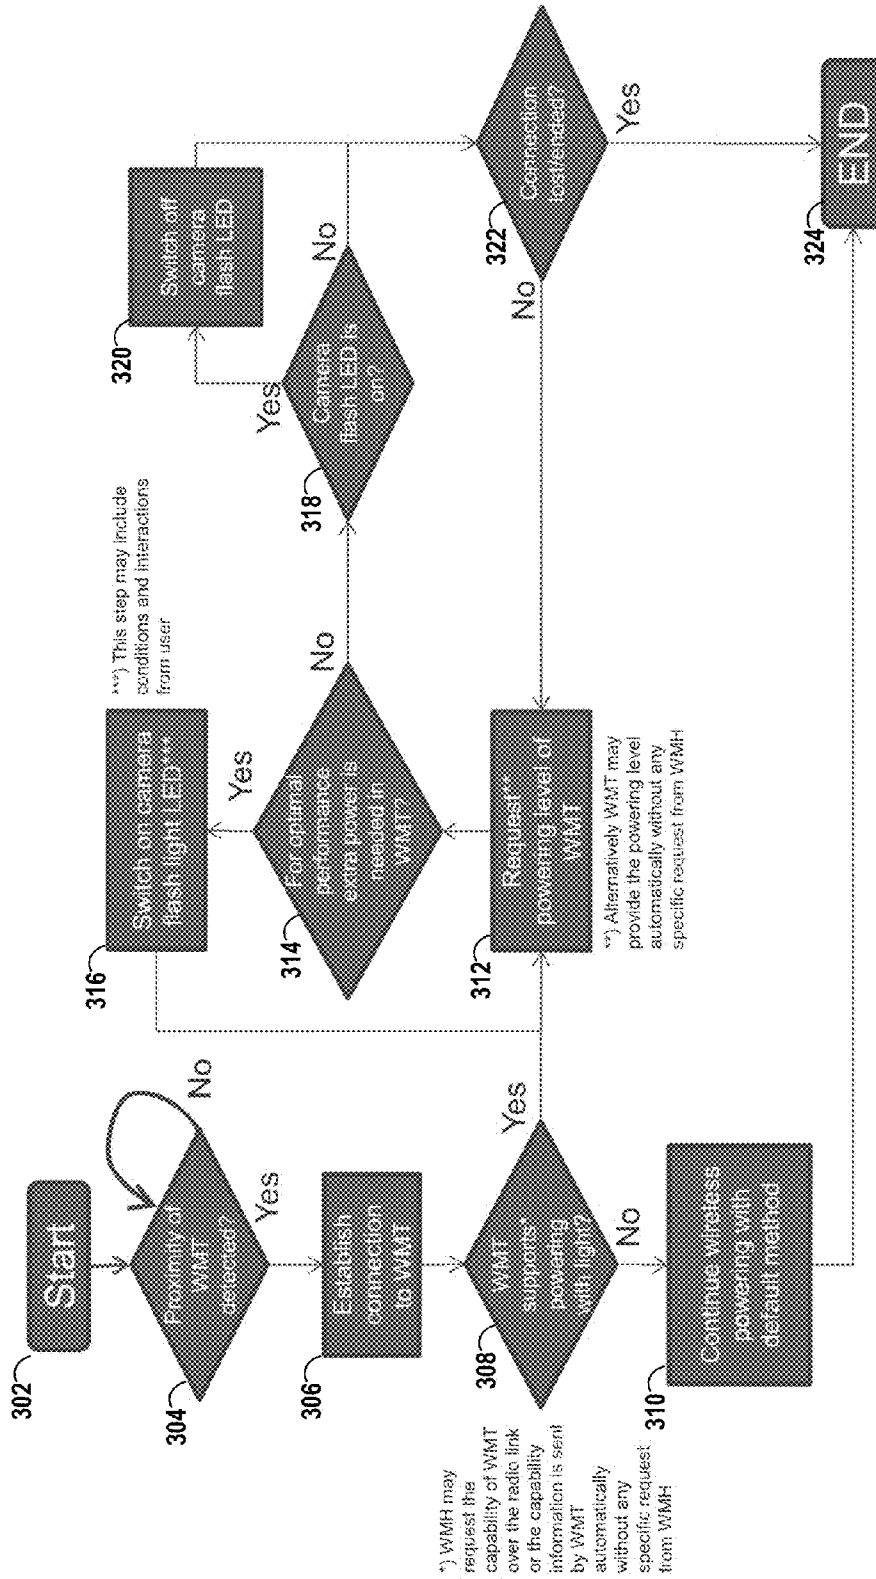 302
Start
304
Proximity of
WMT
detected?
No
Yes
306
Establish
connection
to WMT
308
WMT
supports*
powering
with light?
Yes
No
310
Continue wireless
powering with
default method
*) WMH may
request the
capability of WMT
over the radio link
or the capability
information is sent
by WMT
automatically
without any
specific request
from WMH
312
Request**
powering level of
WMT
**) Alternatively WMT may
provide the powering level
automatically without any
specific request from WMH
314
For optimal
performance
extra power is
needed in
WMT?
Yes
No
316
Switch on camera
flash light LED***
***) This step may include
conditions and interactions
from user
318
Camera
flash LED is
on?
Yes
No
320
Switch off
camera
flash LED
322
Connection
lost/ended?
No
Yes
324
END